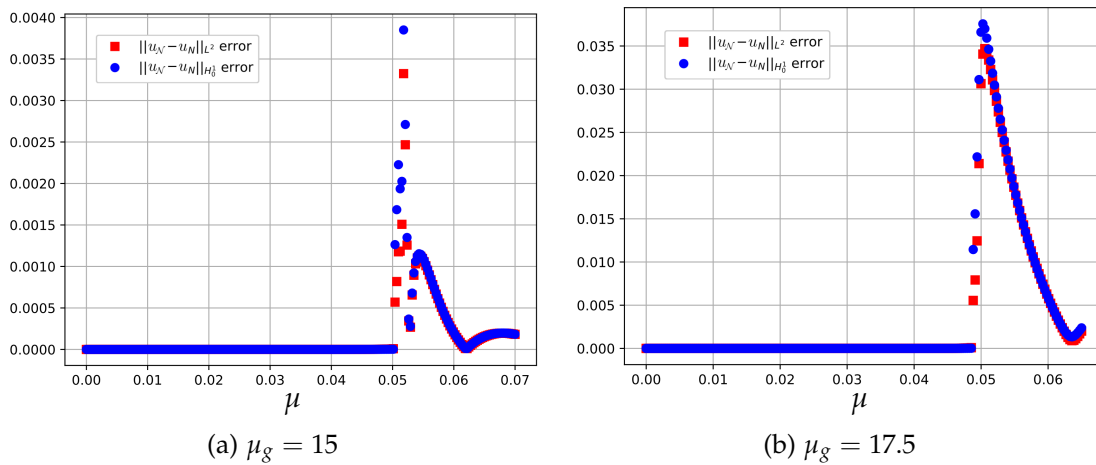 0.0040
0.0035
0.0030
0.0025
0.0020
0.0015
0.0010
0.0005
0.0000
||u_𝒩 − u_N||_{L²} error
||u_𝒩 − u_N||_{H₀¹} error
0.00 0.01 0.02 0.03 0.04 0.05 0.06 0.07
μ
(a) μ_g = 15
0.035
0.030
0.025
0.020
0.015
0.010
0.005
0.000
||u_𝒩 − u_N||_{L²} error
||u_𝒩 − u_N||_{H₀¹} error
0.00 0.01 0.02 0.03 0.04 0.05 0.06
μ
(b) μ_g = 17.5